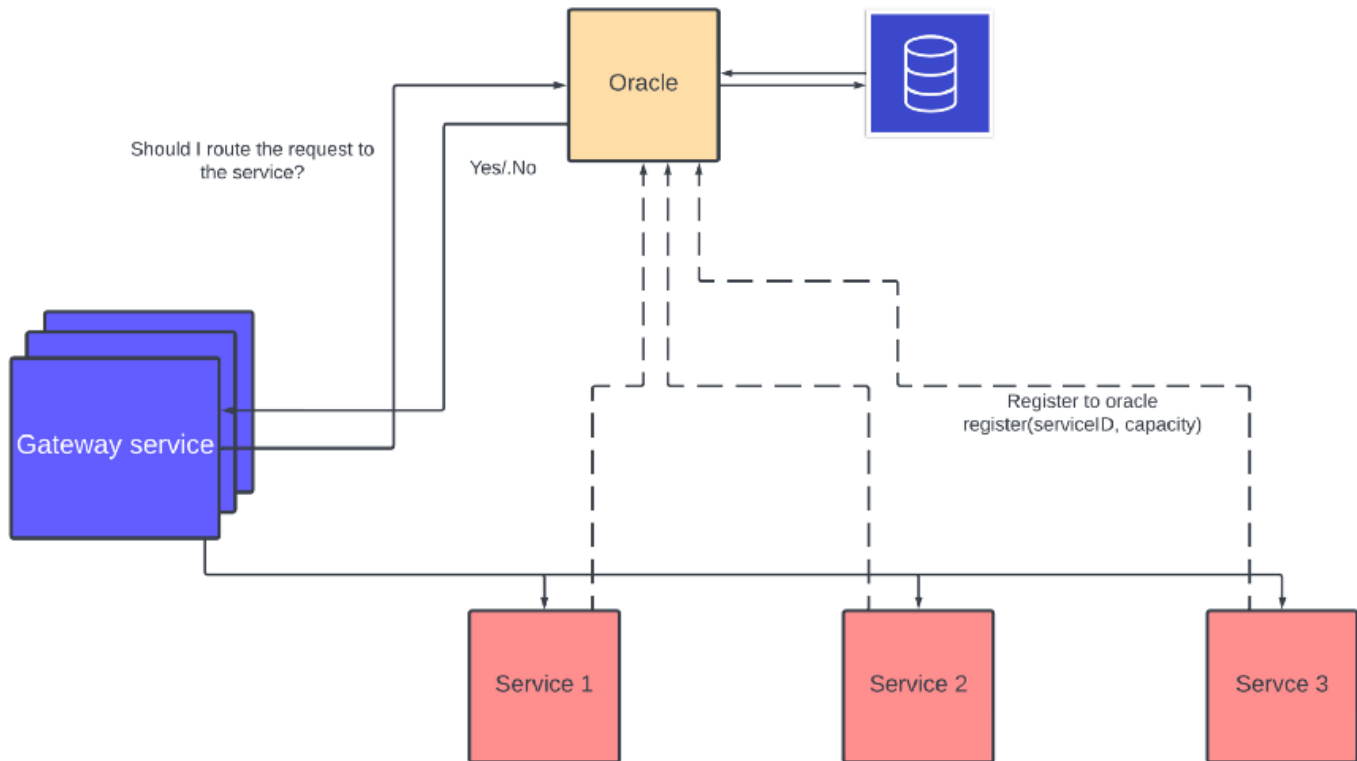 Oracle
Should I route the request to
the service?
Yes/.No
Gateway service
Register to oracle
register(serviceID, capacity)
Service 1
Service 2
Servce 3